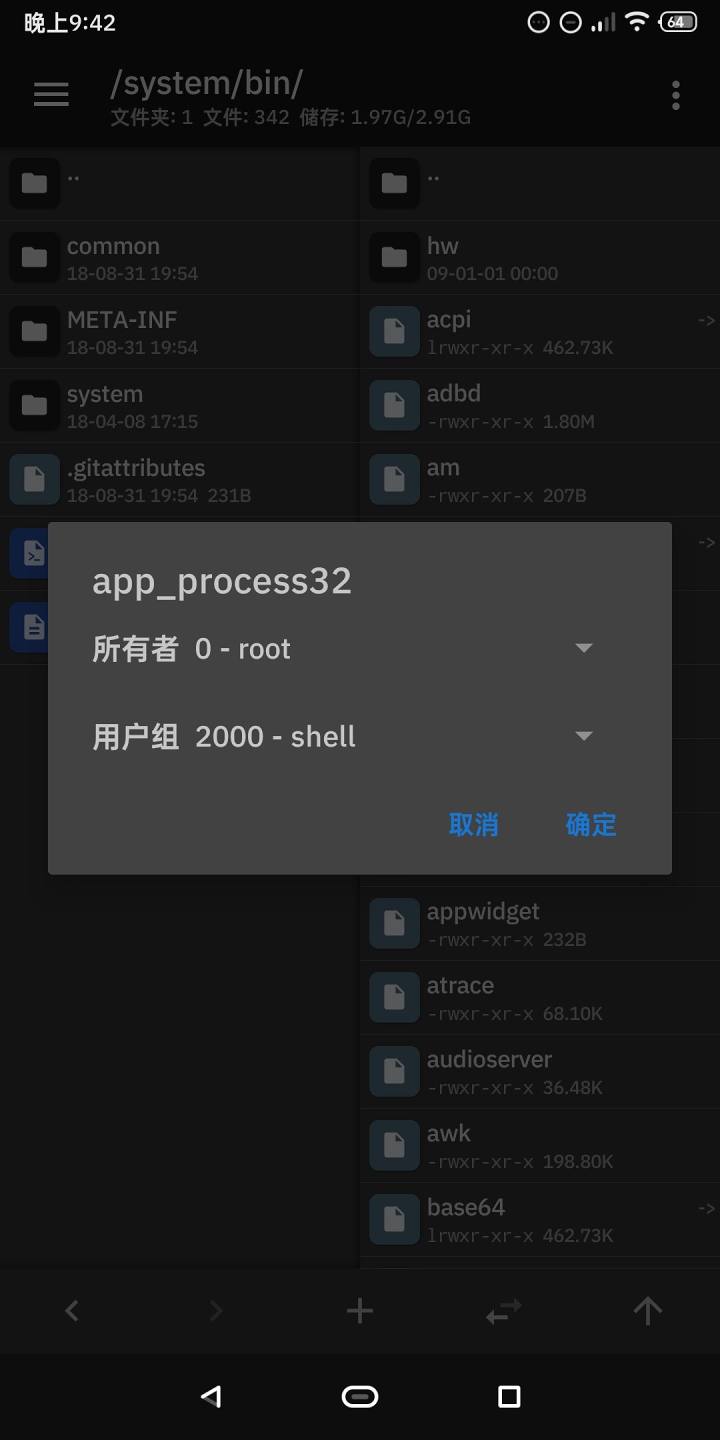 晚上9:42
64
/system/bin/
文件夹: 1 文件: 342 储存: 1.97G/2.91G
..
common
18-08-31 19:54
META-INF
18-08-31 19:54
system
18-04-08 17:15
.gitattributes
18-08-31 19:54 231B
..
hw
09-01-01 00:00
acpi
->
lrwxr-xr-x 462.73K
adbd
-rwxr-xr-x 1.80M
am
-rwxr-xr-x 207B
->
app_process32
所有者 0 - root
用户组 2000 - shell
取消 确定
appwidget
-rwxr-xr-x 232B
atrace
-rwxr-xr-x 68.10K
audioserver
-rwxr-xr-x 36.48K
awk
-rwxr-xr-x 198.80K
base64
->
lrwxr-xr-x 462.73K